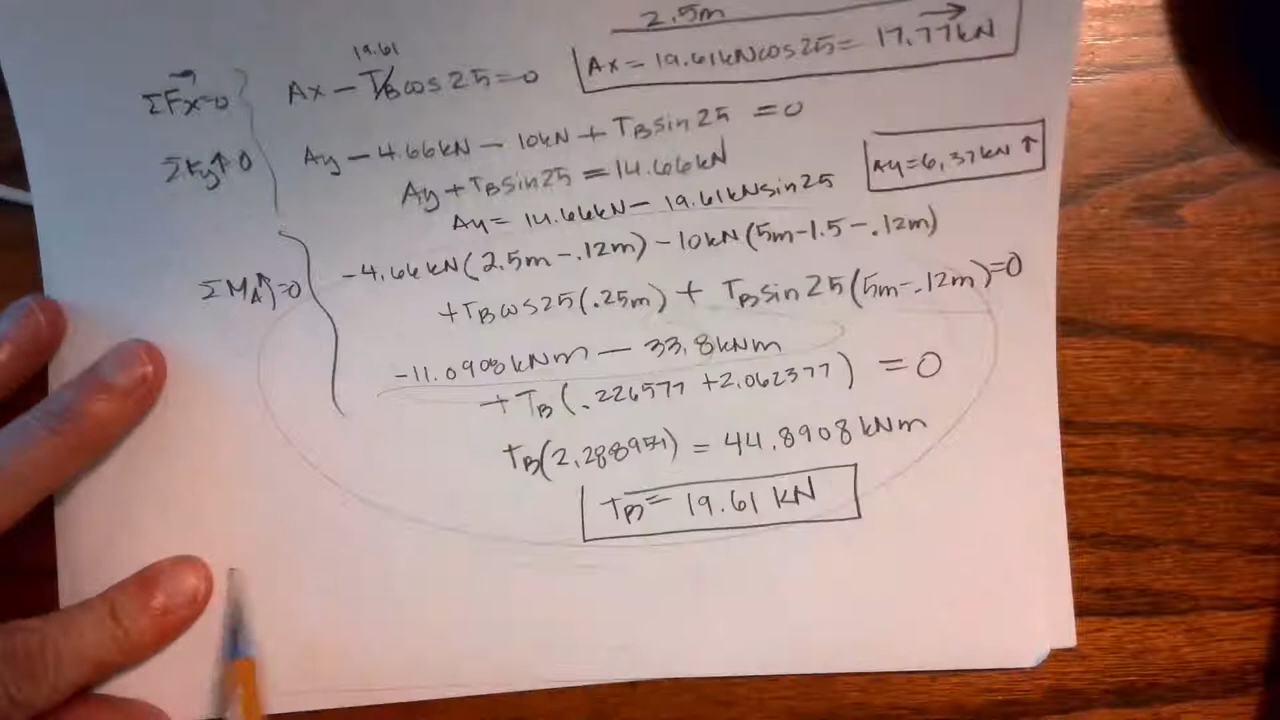 2.5m
Ax = 19.61kNcos25 = 17.77kN
19.61
ΣFx=0 Ax - TBcos25=0
ΣFy↑0 Ay - 4.66kN - 10kN + TBsin25 = 0
Ay + TBsin25 = 14.66kN
Ay = 14.66kN - 19.61kNsin25
Ay=6.37kN ↑
ΣMA=0 -4.66kN(2.5m-.12m) - 10kN(5m-1.5-.12m)
+TBcos25(.25m) + TBsin25(5m-.12m)=0
-11.0908kNm - 33.8kNm
+TB(.226577 +2.062377) = 0
TB(2.288954) = 44.8908kNm
TB = 19.61 KN